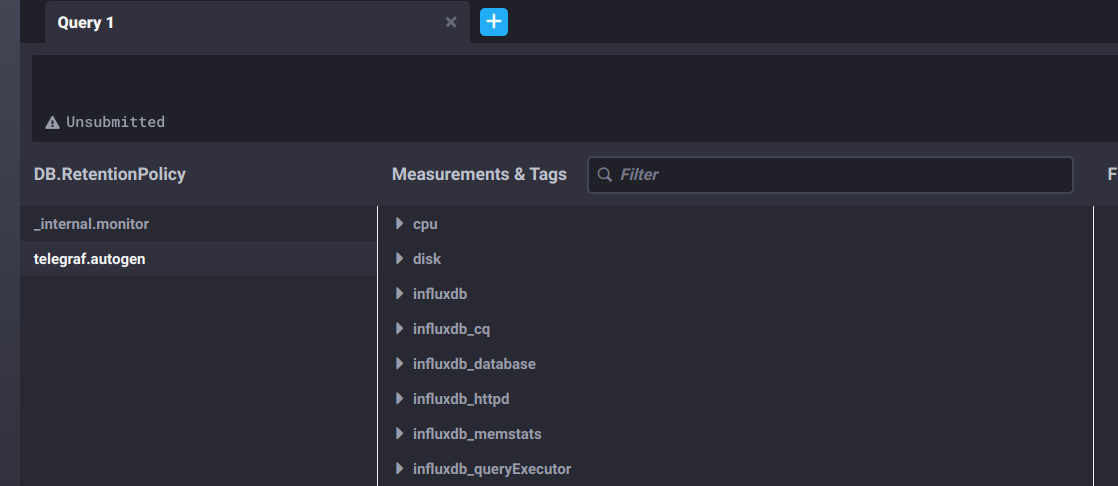 Query 1
Unsubmitted
DB.RetentionPolicy
Measurements & Tags
Filter
F
_internal.monitor
telegraf.autogen
cpu
disk
influxdb
influxdb_cq
influxdb_database
influxdb_httpd
influxdb_memstats
influxdb_queryExecutor